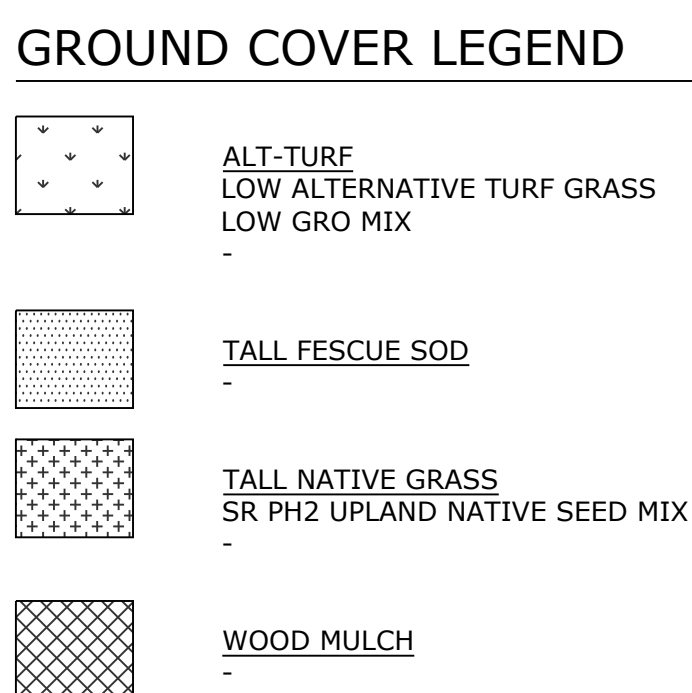 GROUND COVER LEGEND
ALT-TURF
LOW ALTERNATIVE TURF GRASS
LOW GRO MIX
-
TALL FESCUE SOD
-
TALL NATIVE GRASS
SR PH2 UPLAND NATIVE SEED MIX
-
WOOD MULCH
-